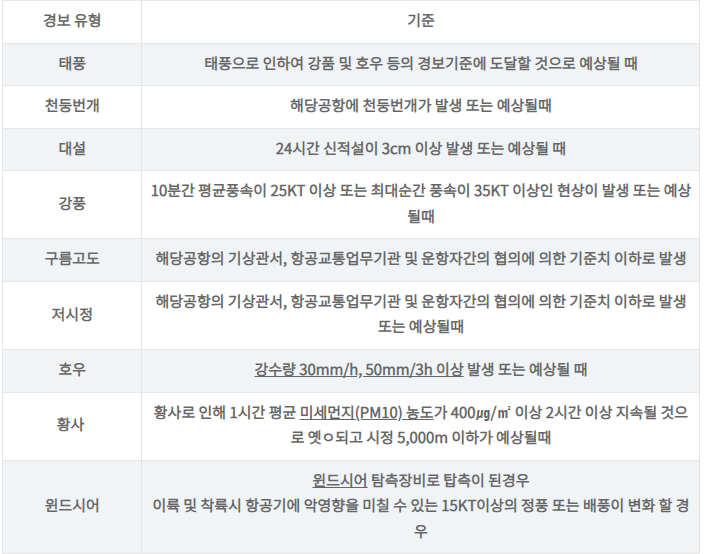 경보 유형 기준
태풍 태풍으로 인하여 강풍 및 호우 등의 경보기준에 도달할 것으로 예상될 때
천둥번개 해당공항에 천둥번개가 발생 또는 예상될때
대설 24시간 신적설이 3cm 이상 발생 또는 예상될 때
강풍 10분간 평균풍속이 25KT 이상 또는 최대순간 풍속이 35KT 이상인 현상이 발생 또는 예상
될때
구름고도 해당공항의 기상관서, 항공교통업무기관 및 운항자간의 협의에 의한 기준치 이하로 발생
저시정 해당공항의 기상관서, 항공교통업무기관 및 운항자간의 협의에 의한 기준치 이하로 발생
또는 예상될때
호우 강수량 30mm/h, 50mm/3h 이상 발생 또는 예상될 때
황사 황사로 인해 1시간 평균 미세먼지(PM10) 농도가 400㎍/㎡ 이상 2시간 이상 지속될 것으
로 옛ㅇ되고 시정 5,000m 이하가 예상될때
윈드시어 윈드시어 탐측장비로 탐측이 된경우
이륙 및 착륙시 항공기에 악영향을 미칠 수 있는 15KT이상의 정풍 또는 배풍이 변화 할 경
우